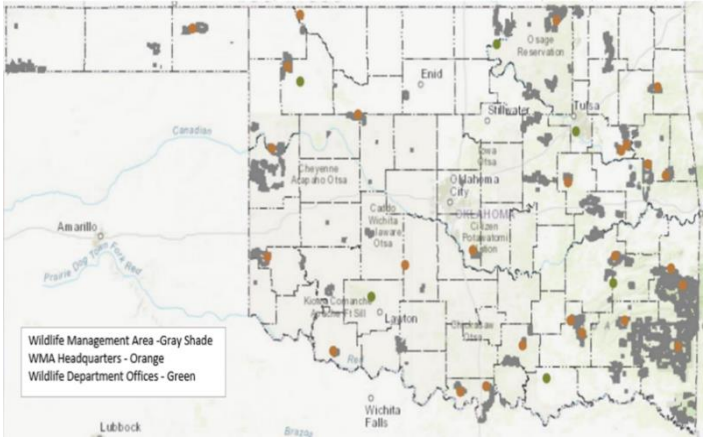 Osage
Reservation
Enid
Stillwater
Tulsa
Canadian
Iowa
Otsa
Cheyenne
Arapaho Otsa
Oklahoma
City
Caddo
Wichita
Delaware
Otsa
OKLAHOMA
Citizen
Potawatomi
Nation
Amarillo
Prairie Dog Town Fork Red
Kiowa Comanche
Apache Ft Sill
Lawton
Chickasaw
Otsa
Wildlife Management Area -Gray Shade
WMA Headquarters - Orange
Wildlife Department Offices - Green
Red
Wichita
Falls
Lubbock
Brazos